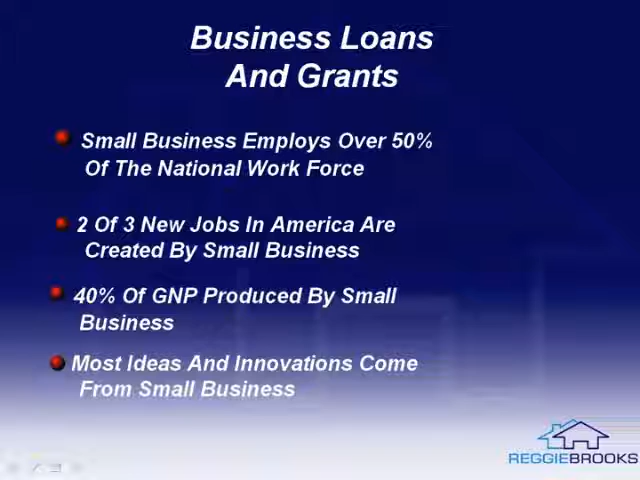 Business Loans
And Grants
Small Business Employs Over 50%
Of The National Work Force
2 Of 3 New Jobs In America Are
Created By Small Business
40% Of GNP Produced By Small
Business
Most Ideas And Innovations Come
From Small Business
REGGIEBROOKS